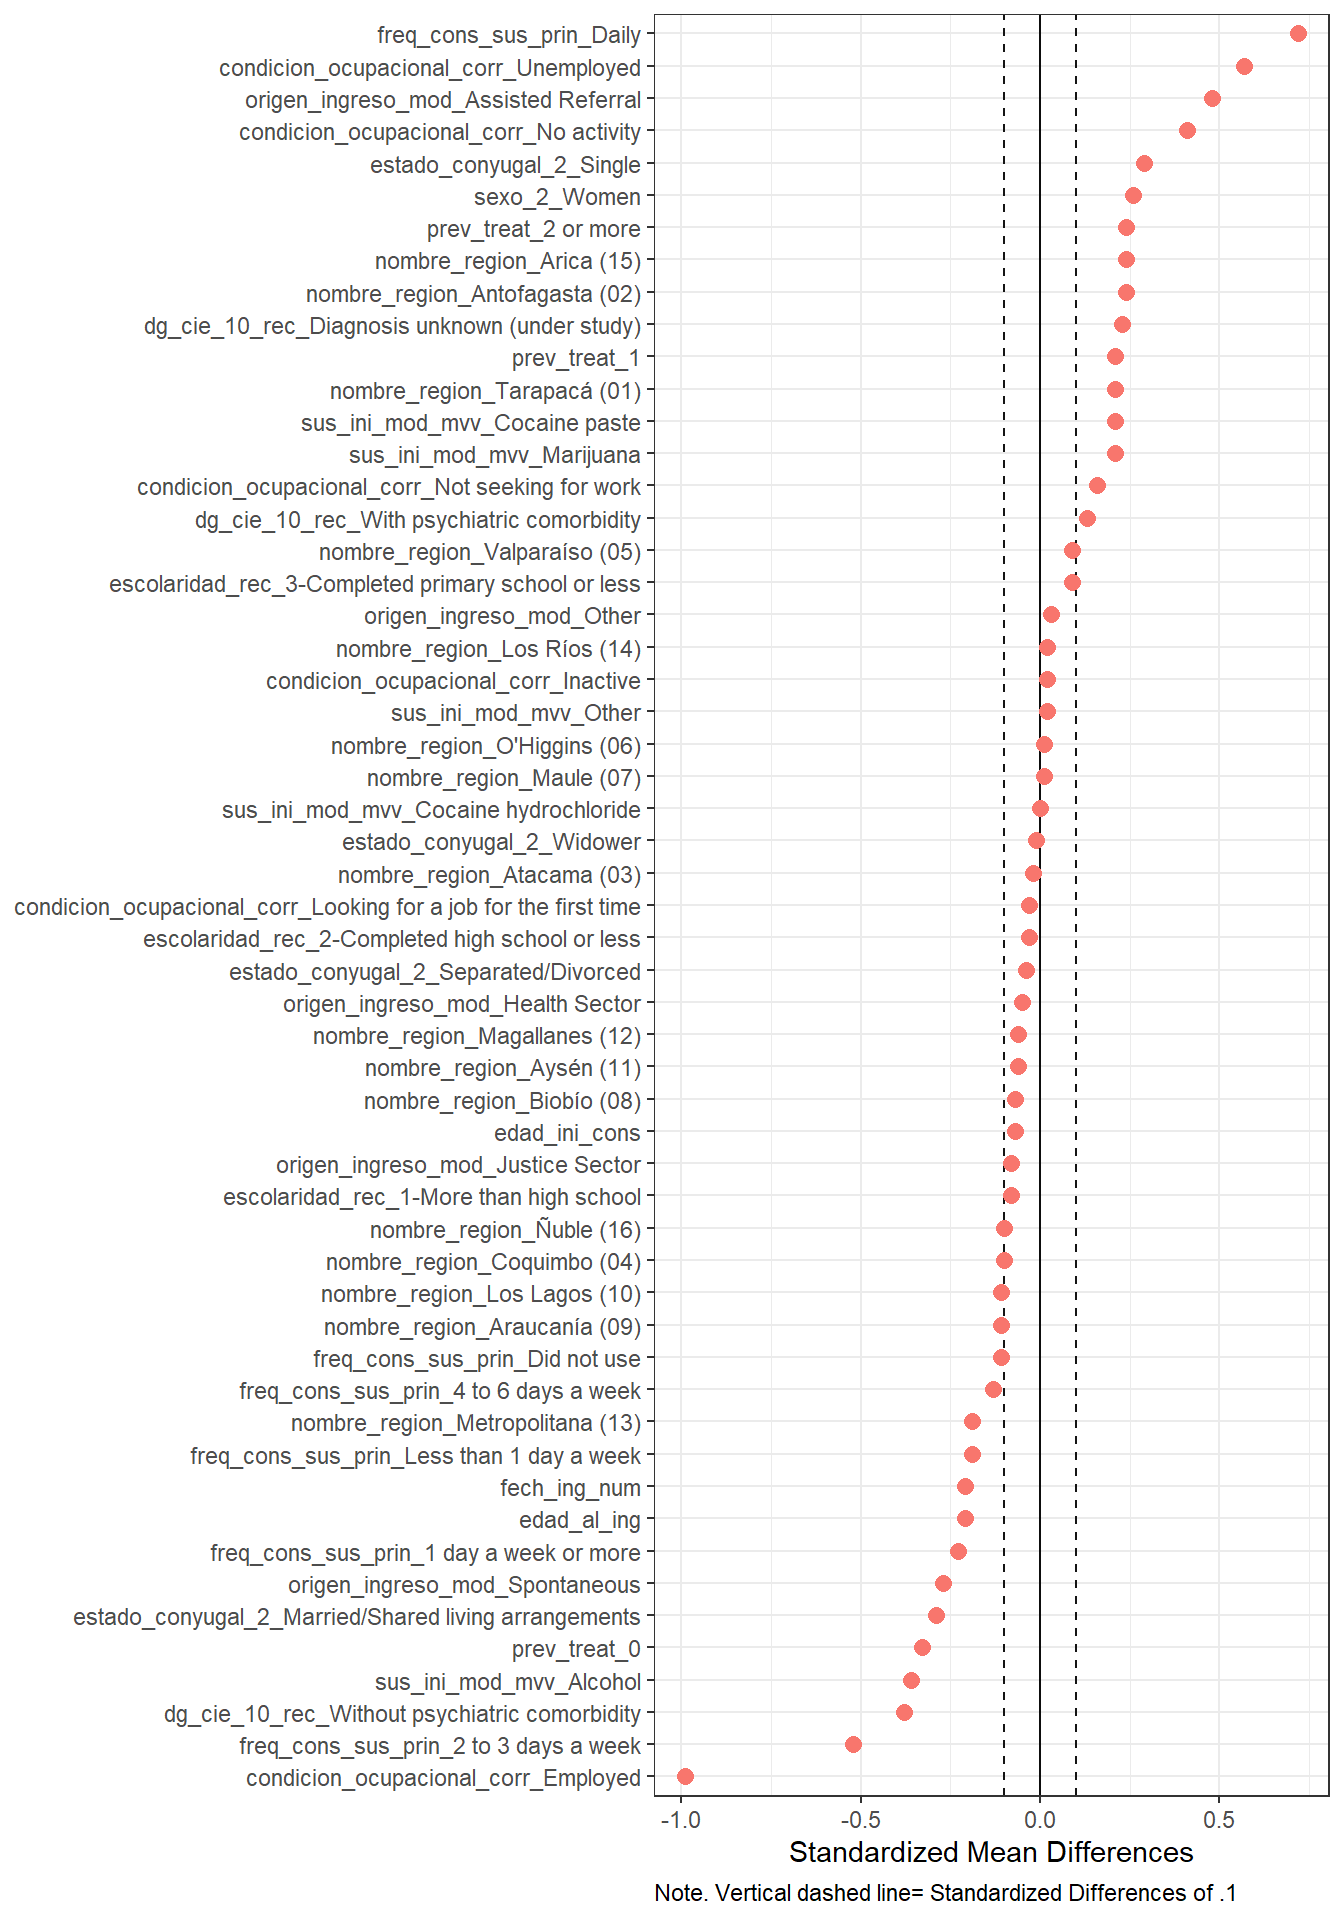 freq_cons_sus_prin_Daily
condicion_ocupacional_corr_Unemployed
origen_ingreso_mod_Assisted Referral
condicion_ocupacional_corr_No activity
estado_conyugal_2_Single
sexo_2_Women
prev_treat_2 or more
nombre_region_Arica (15)
nombre_region_Antofagasta (02)
dg_cie_10_rec_Diagnosis unknown (under study)
prev_treat_1
nombre_region_Tarapacá (01)
sus_ini_mod_mvv_Cocaine paste
sus_ini_mod_mvv_Marijuana
condicion_ocupacional_corr_Not seeking for work
dg_cie_10_rec_With psychiatric comorbidity
nombre_region_Valparaíso (05)
escolaridad_rec_3-Completed primary school or less
origen_ingreso_mod_Other
nombre_region_Los Ríos (14)
condicion_ocupacional_corr_Inactive
sus_ini_mod_mvv_Other
nombre_region_O'Higgins (06)
nombre_region_Maule (07)
sus_ini_mod_mvv_Cocaine hydrochloride
estado_conyugal_2_Widower
nombre_region_Atacama (03)
condicion_ocupacional_corr_Looking for a job for the first time
escolaridad_rec_2-Completed high school or less
estado_conyugal_2_Separated/Divorced
origen_ingreso_mod_Health Sector
nombre_region_Magallanes (12)
nombre_region_Aysén (11)
nombre_region_Biobío (08)
edad_ini_cons
origen_ingreso_mod_Justice Sector
escolaridad_rec_1-More than high school
nombre_region_Ñuble (16)
nombre_region_Coquimbo (04)
nombre_region_Los Lagos (10)
nombre_region_Araucanía (09)
freq_cons_sus_prin_Did not use
freq_cons_sus_prin_4 to 6 days a week
nombre_region_Metropolitana (13)
freq_cons_sus_prin_Less than 1 day a week
fech_ing_num
edad_al_ing
freq_cons_sus_prin_1 day a week or more
origen_ingreso_mod_Spontaneous
estado_conyugal_2_Married/Shared living arrangements
prev_treat_0
sus_ini_mod_mvv_Alcohol
dg_cie_10_rec_Without psychiatric comorbidity
freq_cons_sus_prin_2 to 3 days a week
condicion_ocupacional_corr_Employed
-1.0 -0.5 0.0 0.5
Standardized Mean Differences
Note. Vertical dashed line= Standardized Differences of .1